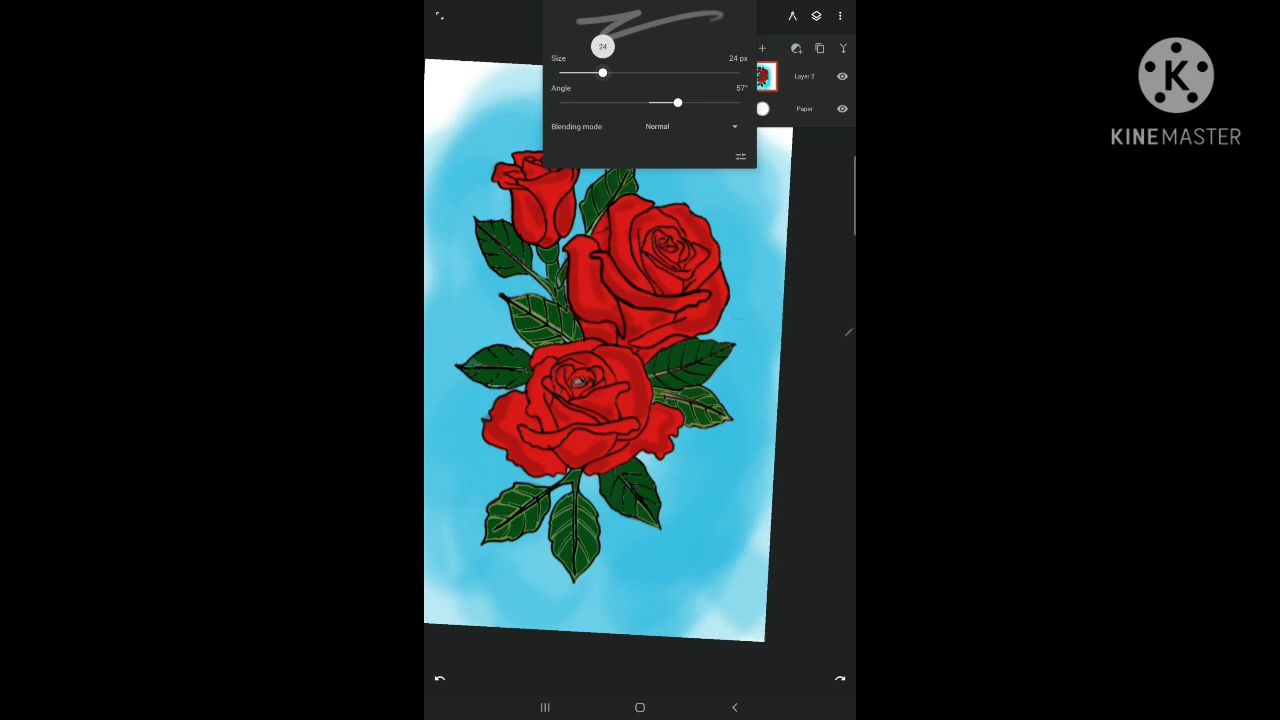 24
Size
24 px
Angle
57°
Blending mode
Normal
Layer 2
Paper
K
KINEMASTER